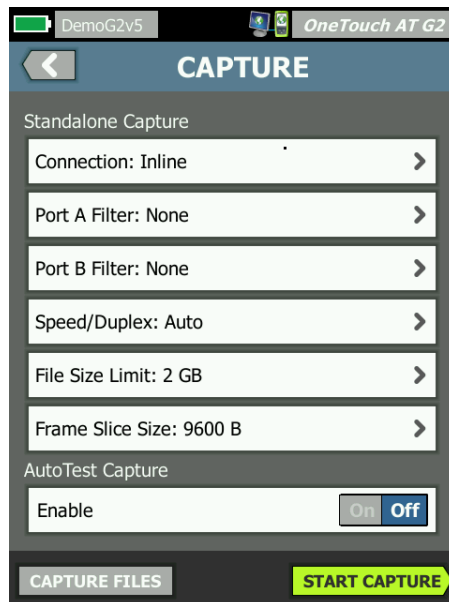 DemoG2v5
OneTouch AT G2
CAPTURE
Standalone Capture
Connection: Inline
Port A Filter: None
Port B Filter: None
Speed/Duplex: Auto
File Size Limit: 2 GB
Frame Slice Size: 9600 B
AutoTest Capture
Enable
On Off
CAPTURE FILES
START CAPTURE